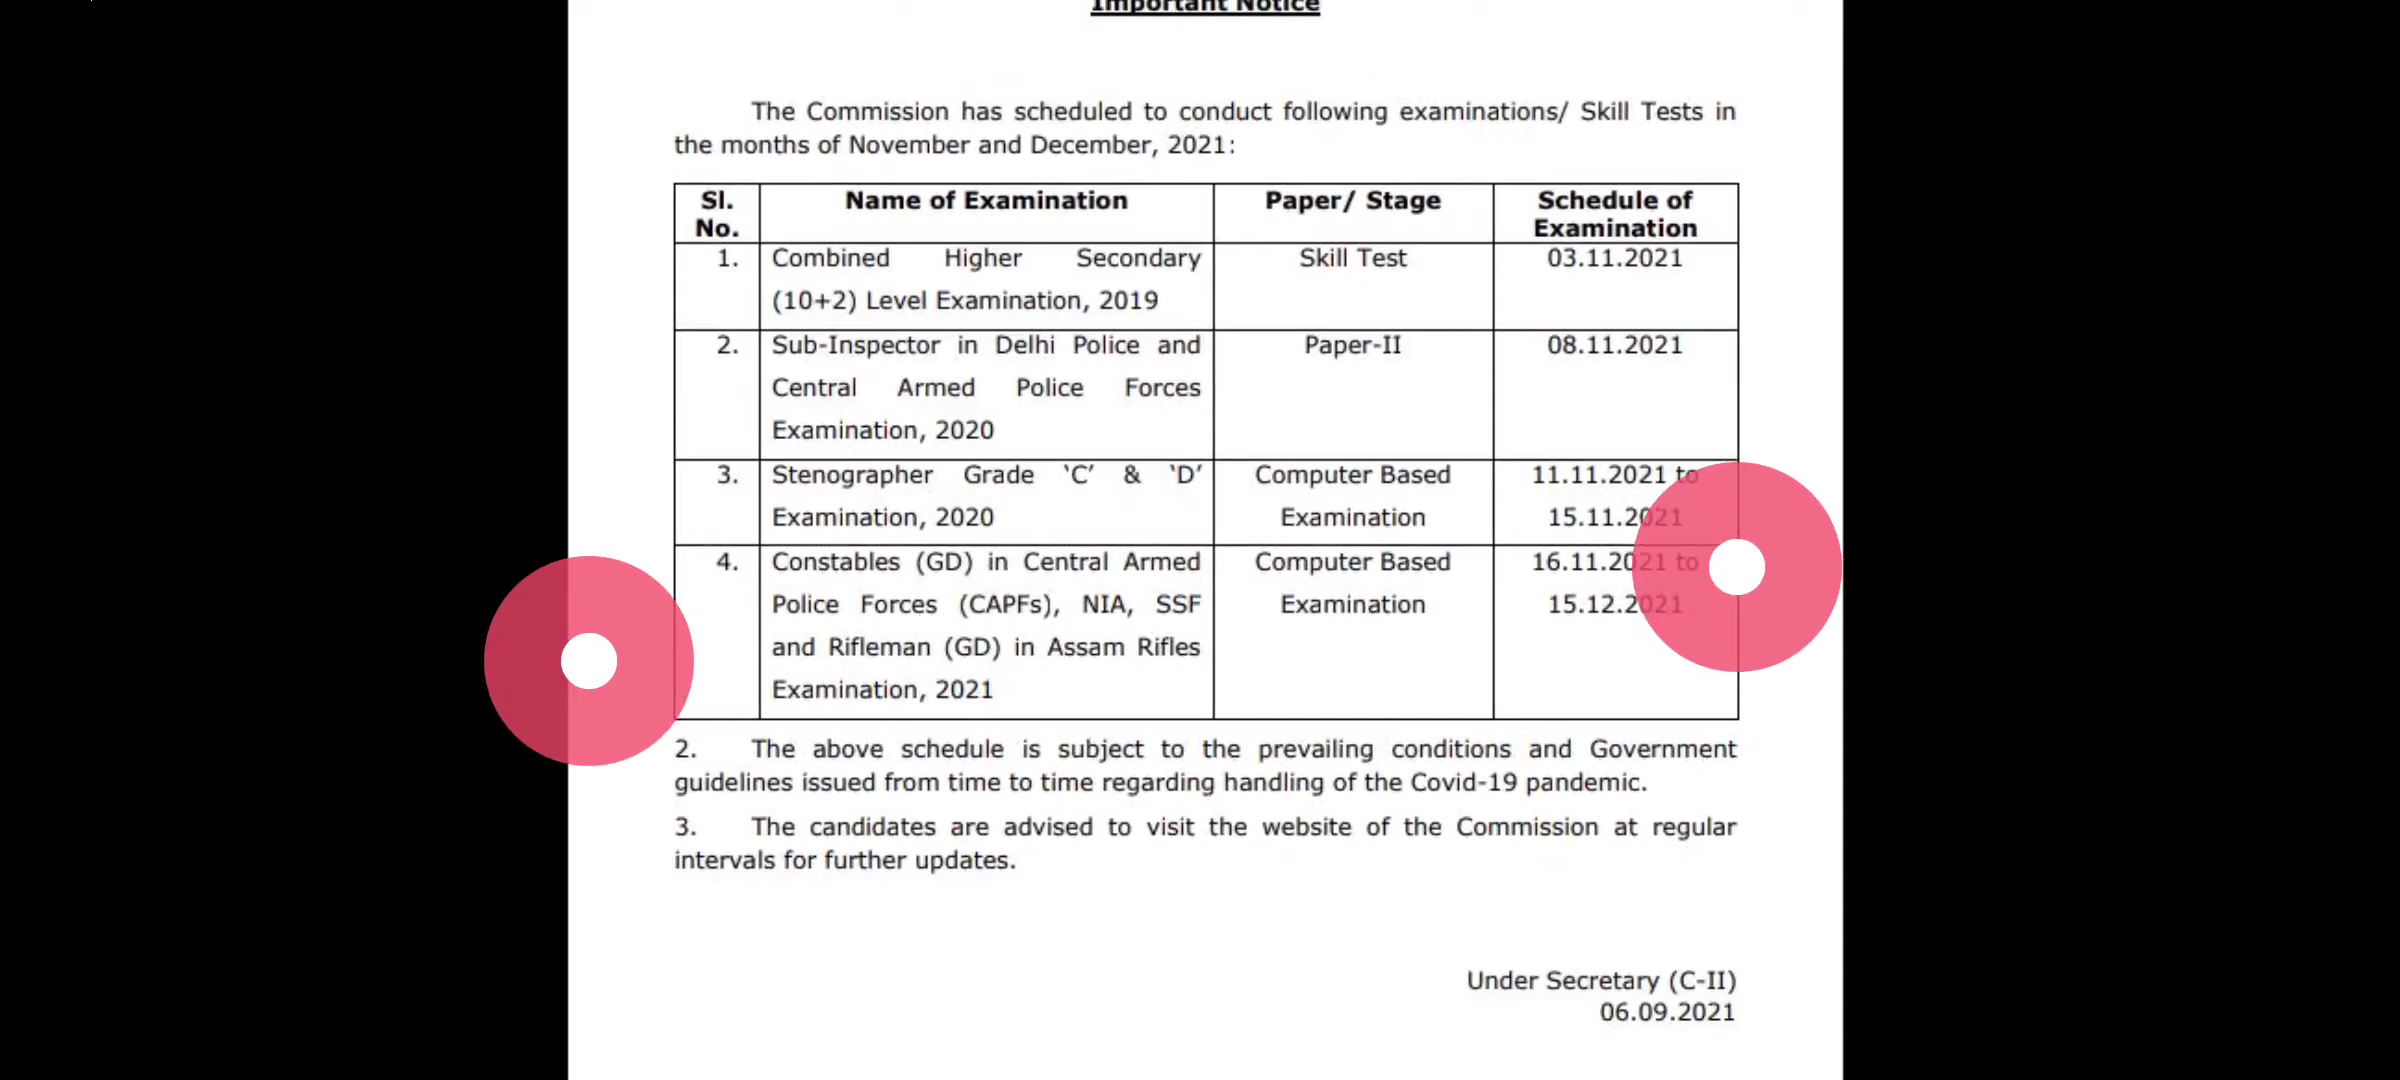 Important Notice
The Commission has scheduled to conduct following examinations/ Skill Tests in
the months of November and December, 2021:
Sl. No. Name of Examination Paper/ Stage Schedule of Examination
1. Combined Higher Secondary (10+2) Level Examination, 2019 Skill Test 03.11.2021
2. Sub-Inspector in Delhi Police and Central Armed Police Forces Examination, 2020 Paper-II 08.11.2021
3. Stenographer Grade ‘C’ & ‘D’ Examination, 2020 Computer Based Examination 11.11.2021 to 15.11.2021
4. Constables (GD) in Central Armed Police Forces (CAPFs), NIA, SSF and Rifleman (GD) in Assam Rifles Examination, 2021 Computer Based Examination 16.11.2021 to 15.12.2021
2. The above schedule is subject to the prevailing conditions and Government
guidelines issued from time to time regarding handling of the Covid-19 pandemic.
3. The candidates are advised to visit the website of the Commission at regular
intervals for further updates.
Under Secretary (C-II)
06.09.2021